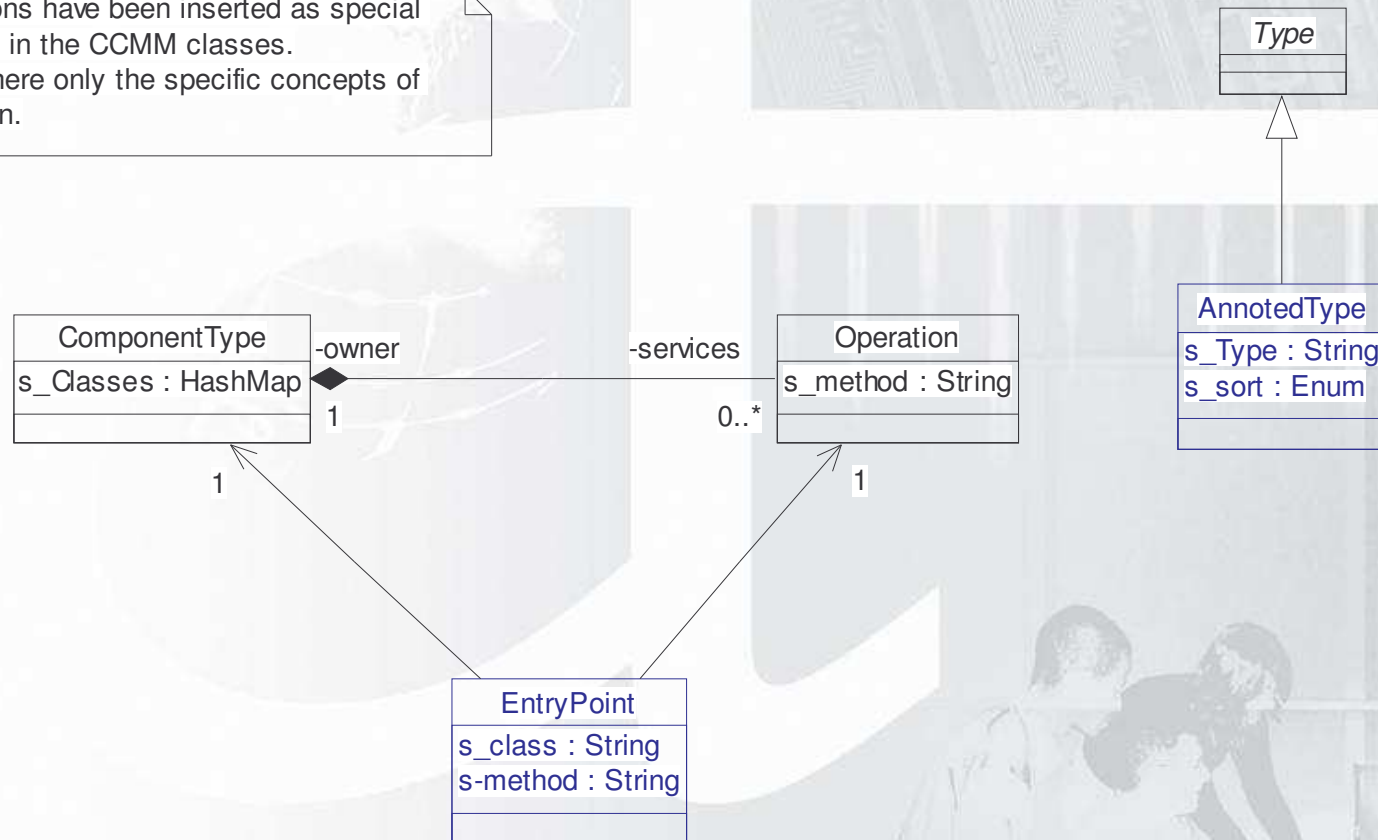 ons have been inserted as special
in the CCMM classes.
here only the specific concepts of
n.
Type
ComponentType
s_Classes : HashMap
-owner
1
-services
0..*
Operation
s_method : String
AnnotedType
s_Type : String
s_sort : Enum
1
1
EntryPoint
s_class : String
s-method : String